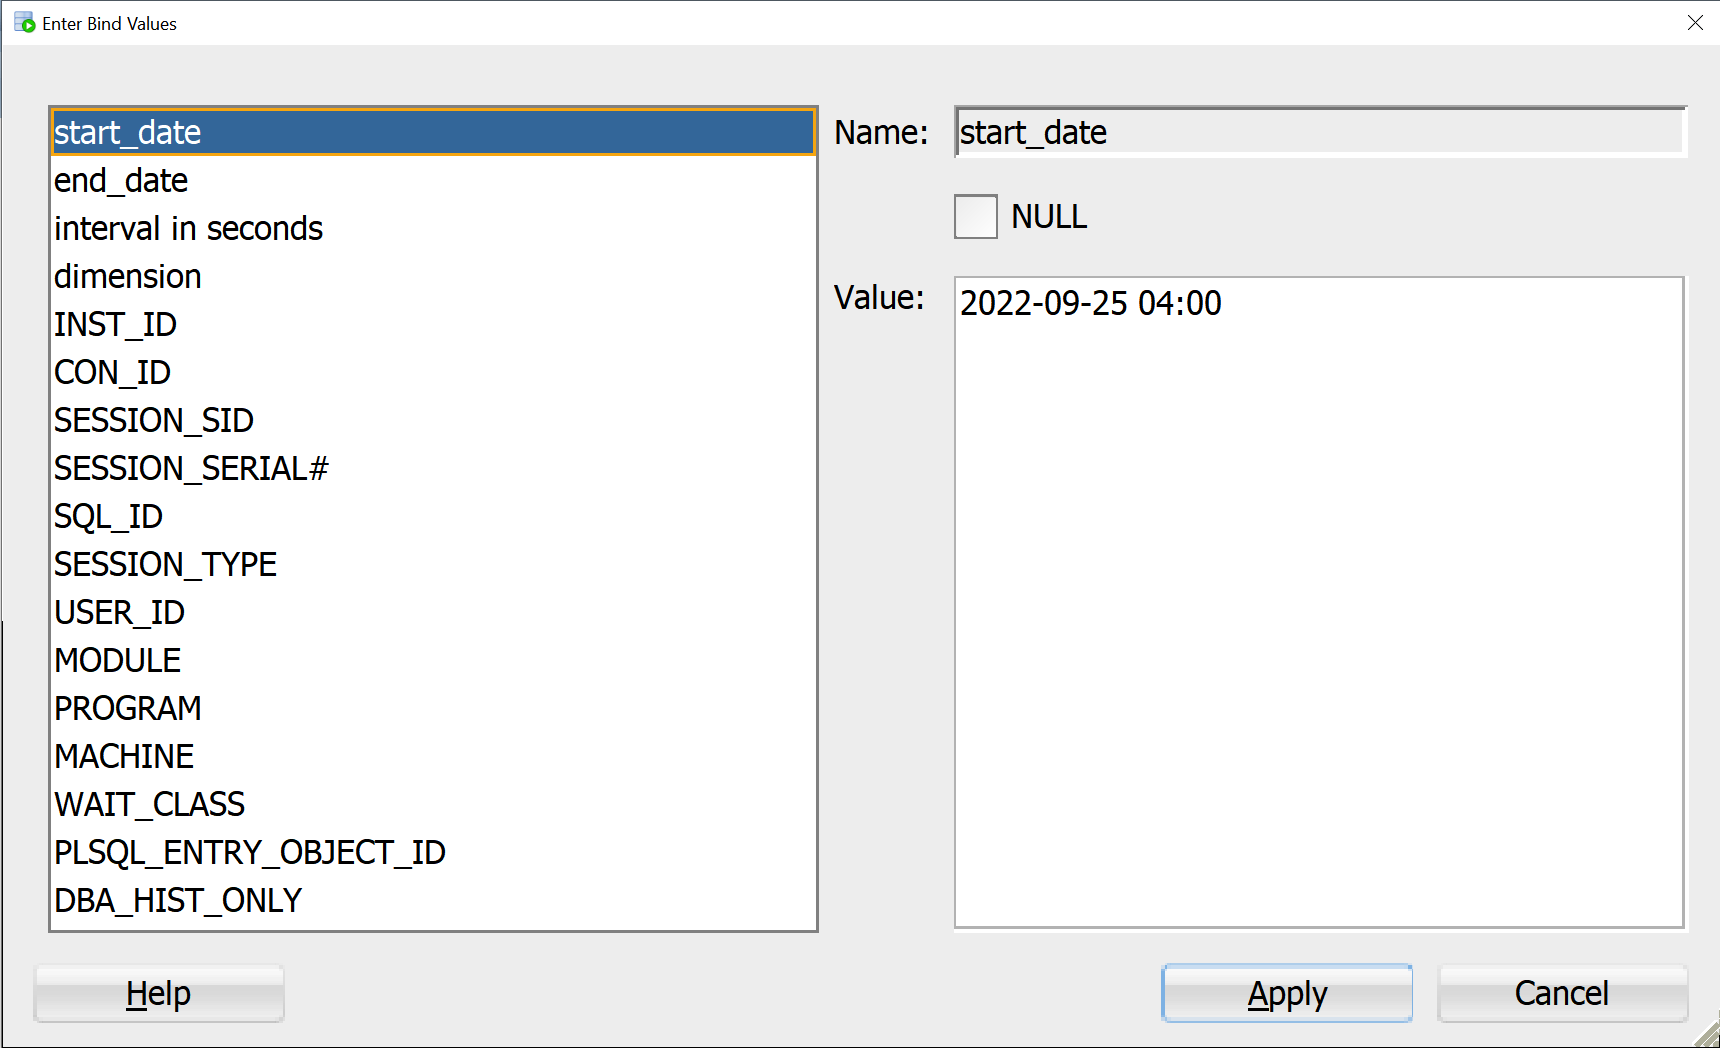 Enter Bind Values
start_date
end_date
interval in seconds
dimension
INST_ID
CON_ID
SESSION_SID
SESSION_SERIAL#
SQL_ID
SESSION_TYPE
USER_ID
MODULE
PROGRAM
MACHINE
WAIT_CLASS
PLSQL_ENTRY_OBJECT_ID
DBA_HIST_ONLY
Name: start_date
NULL
Value: 2022-09-25 04:00
Help Apply Cancel